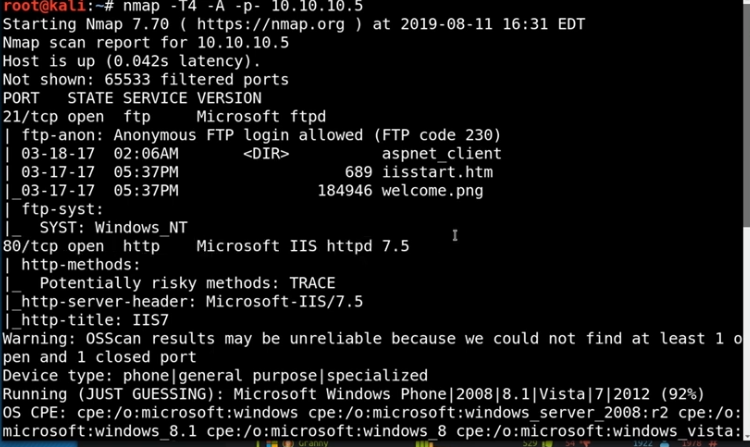 root@kali:~# nmap -T4 -A -p- 10.10.10.5
Starting Nmap 7.70 ( https://nmap.org ) at 2019-08-11 16:31 EDT
Nmap scan report for 10.10.10.5
Host is up (0.042s latency).
Not shown: 65533 filtered ports
PORT   STATE SERVICE VERSION
21/tcp open  ftp     Microsoft ftpd
| ftp-anon: Anonymous FTP login allowed (FTP code 230)
| 03-18-17  02:06AM       <DIR>          aspnet_client
| 03-17-17  05:37PM                  689 iisstart.htm
|_03-17-17  05:37PM               184946 welcome.png
| ftp-syst:
|_  SYST: Windows_NT
80/tcp open  http    Microsoft IIS httpd 7.5
| http-methods:
|_  Potentially risky methods: TRACE
|_http-server-header: Microsoft-IIS/7.5
|_http-title: IIS7
Warning: OSScan results may be unreliable because we could not find at least 1 o
pen and 1 closed port
Device type: phone|general purpose|specialized
Running (JUST GUESSING): Microsoft Windows Phone|2008|8.1|Vista|7|2012 (92%)
OS CPE: cpe:/o:microsoft:windows cpe:/o:microsoft:windows_server_2008:r2 cpe:/o:
microsoft:windows_8.1 cpe:/o:microsoft:windows_8 cpe:/o:microsoft:windows_vista:
Granny